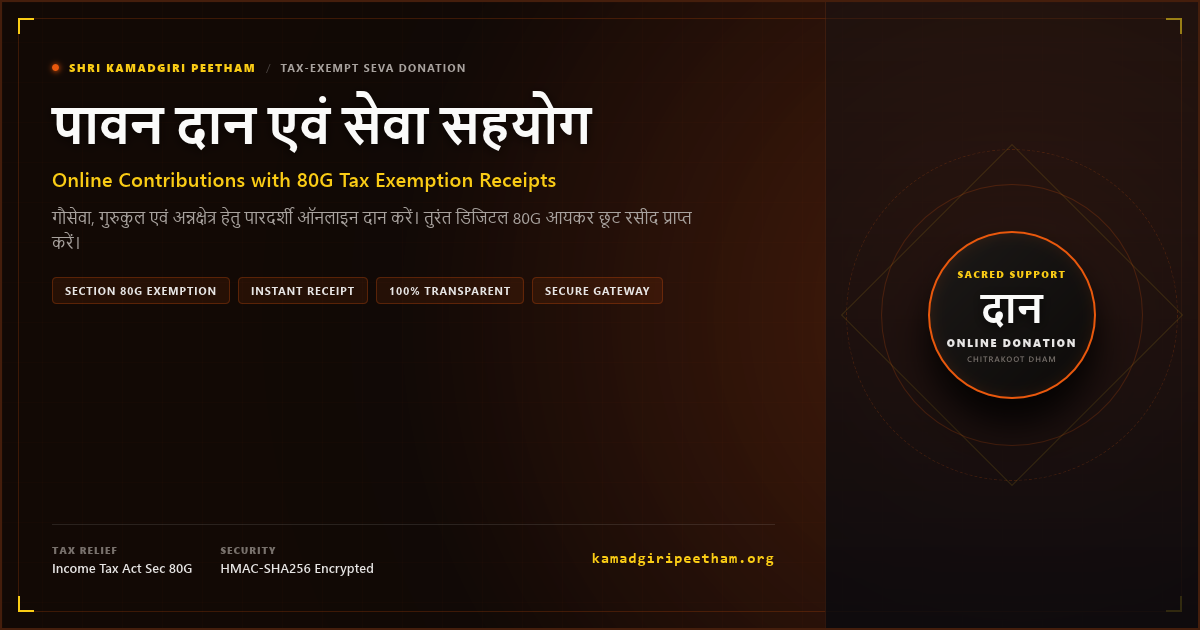 SHRI KAMADGIRI PEETHAM / TAX-EXEMPT SEVA DONATION
पावन दान एवं सेवा सहयोग
Online Contributions with 80G Tax Exemption Receipts
गौसेवा, गुरुकुल एवं अन्नक्षेत्र हेतु पारदर्शी ऑनलाइन दान करें। तुरंत डिजिटल 80G आयकर छूट रसीद प्राप्त
करें।
SECTION 80G EXEMPTION
INSTANT RECEIPT
100% TRANSPARENT
SECURE GATEWAY
SACRED SUPPORT
दान
ONLINE DONATION
CHITRAKOOT DHAM
TAX RELIEF
Income Tax Act Sec 80G
SECURITY
HMAC-SHA256 Encrypted
kamadgiripeetham.org